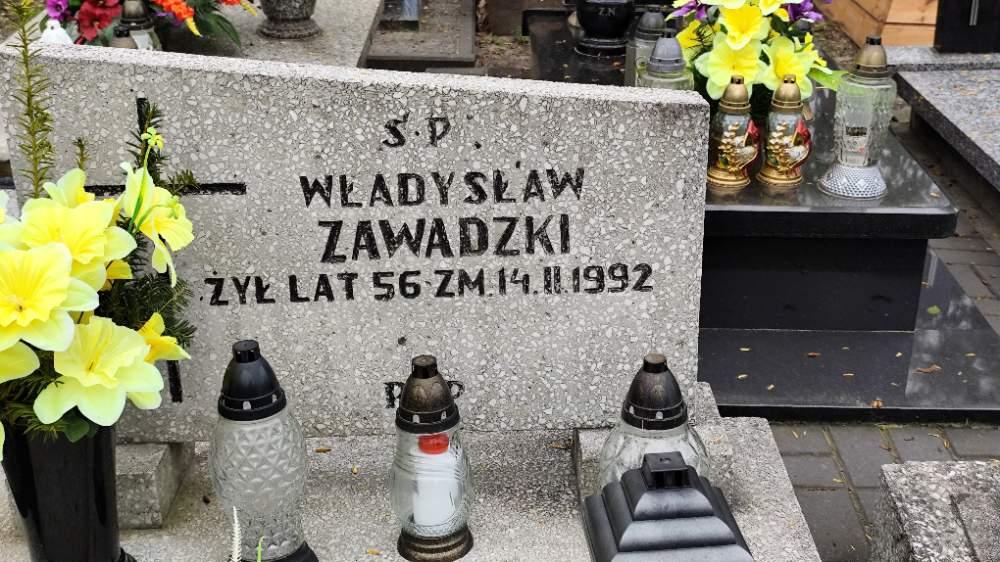 Ś.P.
WŁADYSŁAW
ZAWADZKI
ŻYŁ LAT 56 ZM. 14.II.1992
Z.N